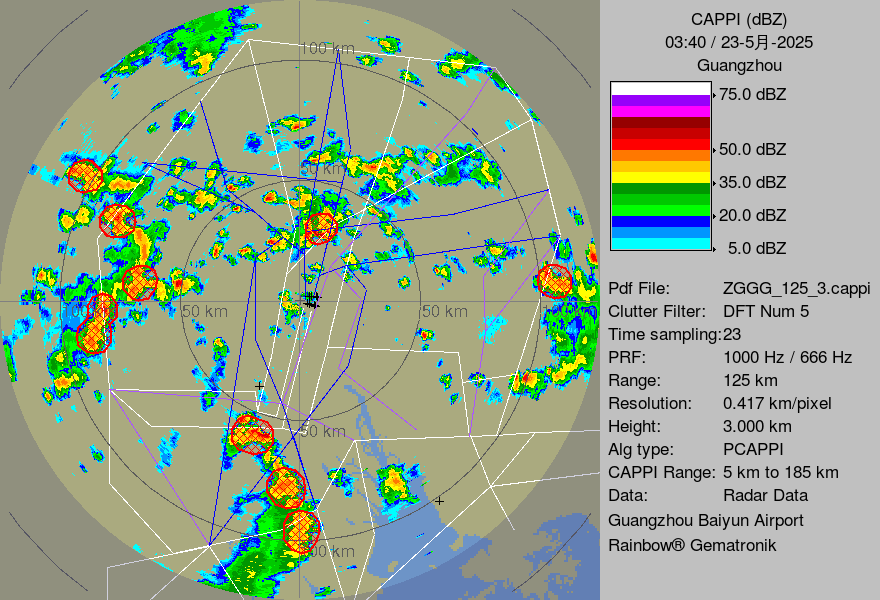 CAPPI (dBZ)
03:40 / 23-5月-2025
Guangzhou
75.0 dBZ
50.0 dBZ
35.0 dBZ
20.0 dBZ
5.0 dBZ
Pdf File: ZGGG_125_3.cappi
Clutter Filter: DFT Num 5
Time sampling:23
PRF: 1000 Hz / 666 Hz
Range: 125 km
Resolution: 0.417 km/pixel
Height: 3.000 km
Alg type: PCAPPI
CAPPI Range: 5 km to 185 km
Data: Radar Data
Guangzhou Baiyun Airport
Rainbow® Gematronik
100 km
50 km
100 km
50 km
50 km
50 km
100 km